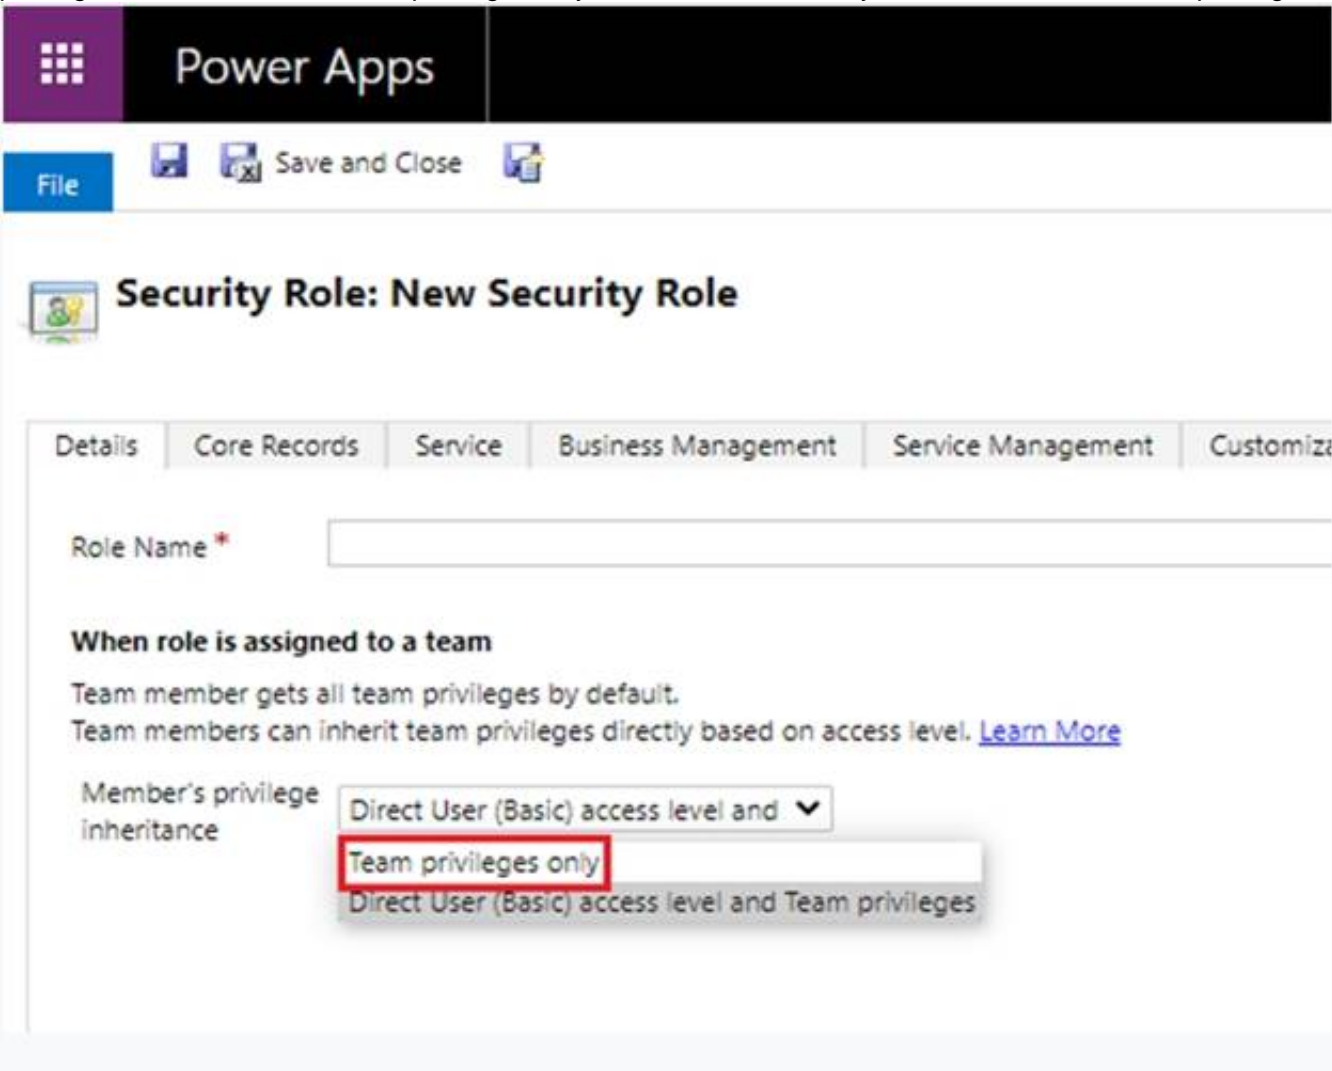 Power Apps
File
Save and Close
Security Role: New Security Role
Details Core Records Service Business Management Service Management Customiza
Role Name *
When role is assigned to a team
Team member gets all team privileges by default.
Team members can inherit team privileges directly based on access level. Learn More
Member's privilege
inheritance
Direct User (Basic) access level and
Team privileges only
Direct User (Basic) access level and Team privileges